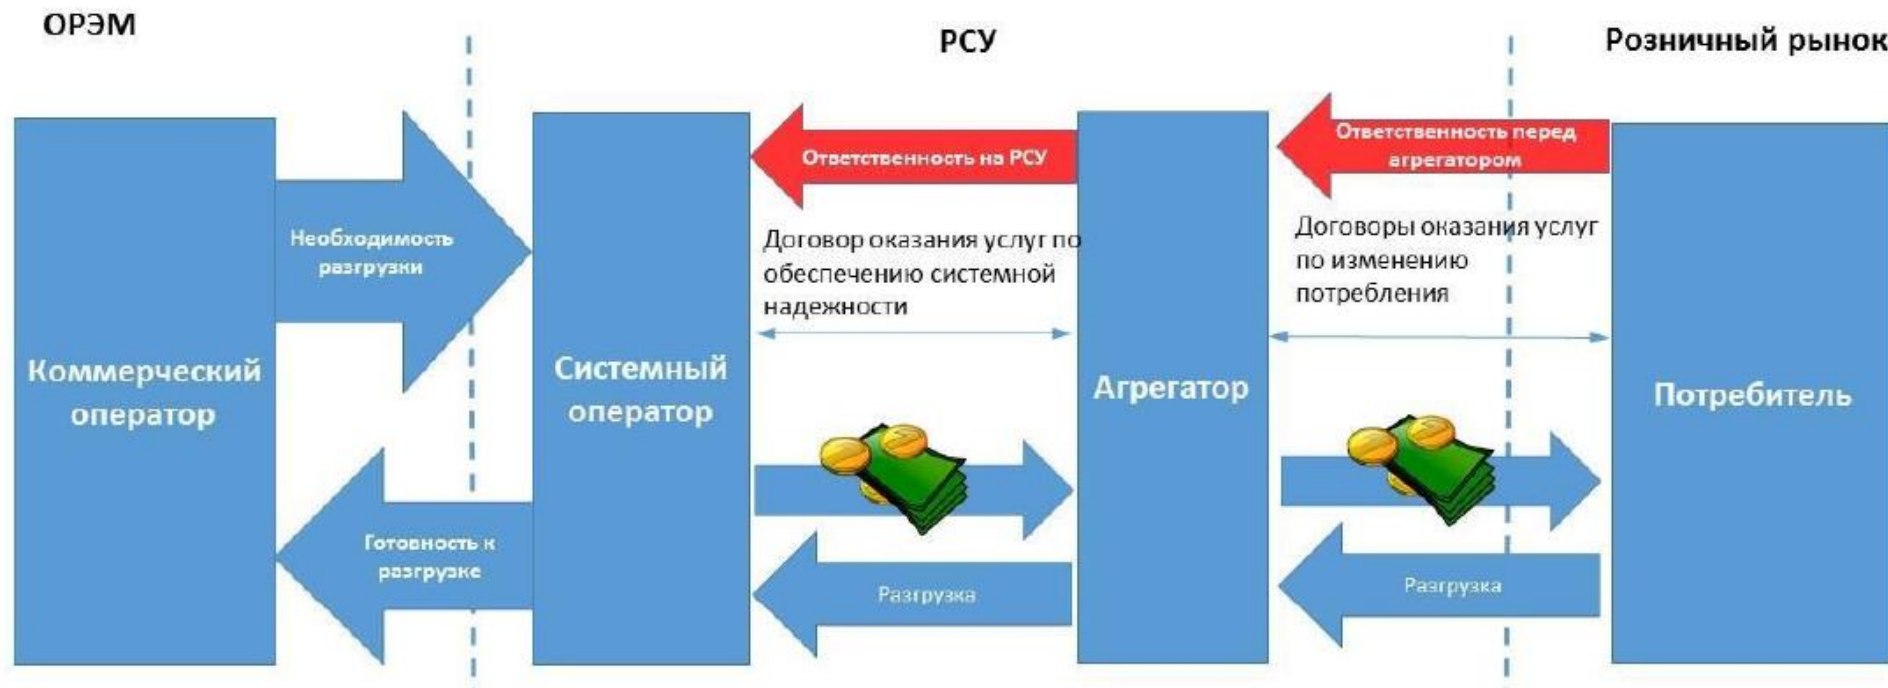 ОРЭМ
РСУ
Розничный рынок
Необходимость
разгрузки
Ответственность на РСУ
Ответственность перед
агрегатором
Договор оказания услуг по
обеспечению системной
надежности
Договоры оказания услуг
по изменению
потребления
Коммерческий
оператор
Системный
оператор
Агрегатор
Потребитель
Готовность к
разгрузке
Разгрузка
Разгрузка